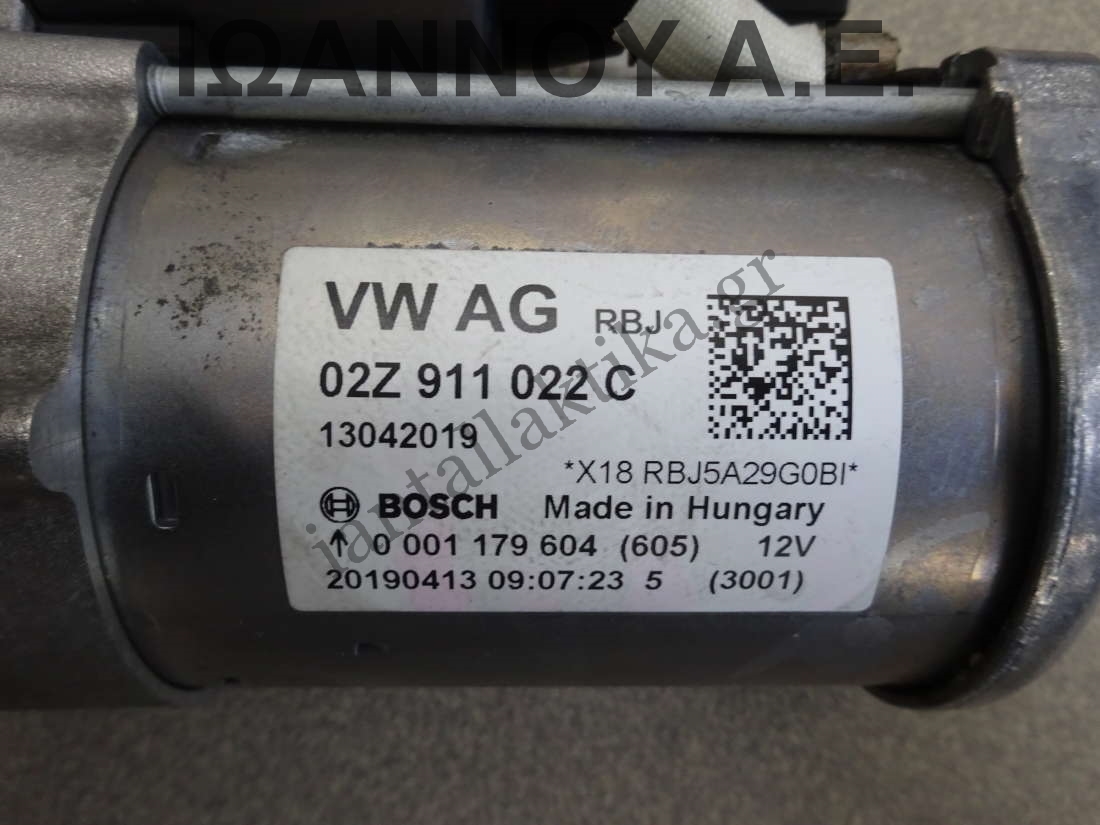 ΙΩΑΝΝΟΥ Α.Ε.
VW AG RBJ
02Z 911 022 C
13042019
*X18 RBJ5A29G0BI*
BOSCH Made in Hungary
↑ 0 001 179 604 (605) 12V
20190413 09:07:23 5 (3001)
iantallaktika.gr